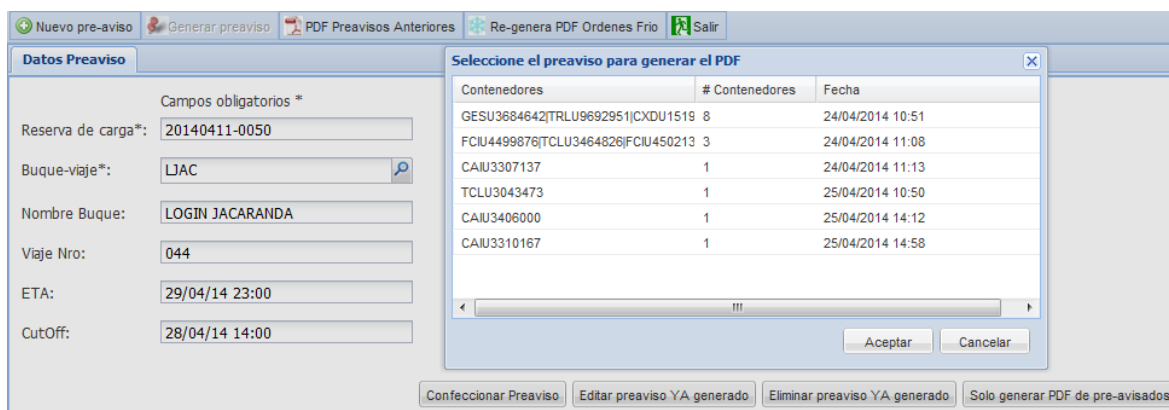 Nuevo pre-aviso Generar preaviso PDF Preavisos Anteriores Re-genera PDF Ordenes Frio Salir
Datos Preaviso
Campos obligatorios *
Reserva de carga*: 20140411-0050
Buque-viaje*: LJAC
Nombre Buque: LOGIN JACARANDA
Viaje Nro: 044
ETA: 29/04/14 23:00
CutOff: 28/04/14 14:00
Seleccione el preaviso para generar el PDF
Contenedores # Contenedores Fecha
GESU3684642|TRLU9692951|CXDU1519 8 24/04/2014 10:51
FCIU4499876|TCLU3464826|FCIU450213 3 24/04/2014 11:08
CAIU3307137 1 24/04/2014 11:13
TCLU3043473 1 25/04/2014 10:50
CAIU3406000 1 25/04/2014 14:12
CAIU3310167 1 25/04/2014 14:58
Aceptar Cancelar
Confeccionar Preaviso Editar preaviso YA generado Eliminar preaviso YA generado Solo generar PDF de pre-avisados